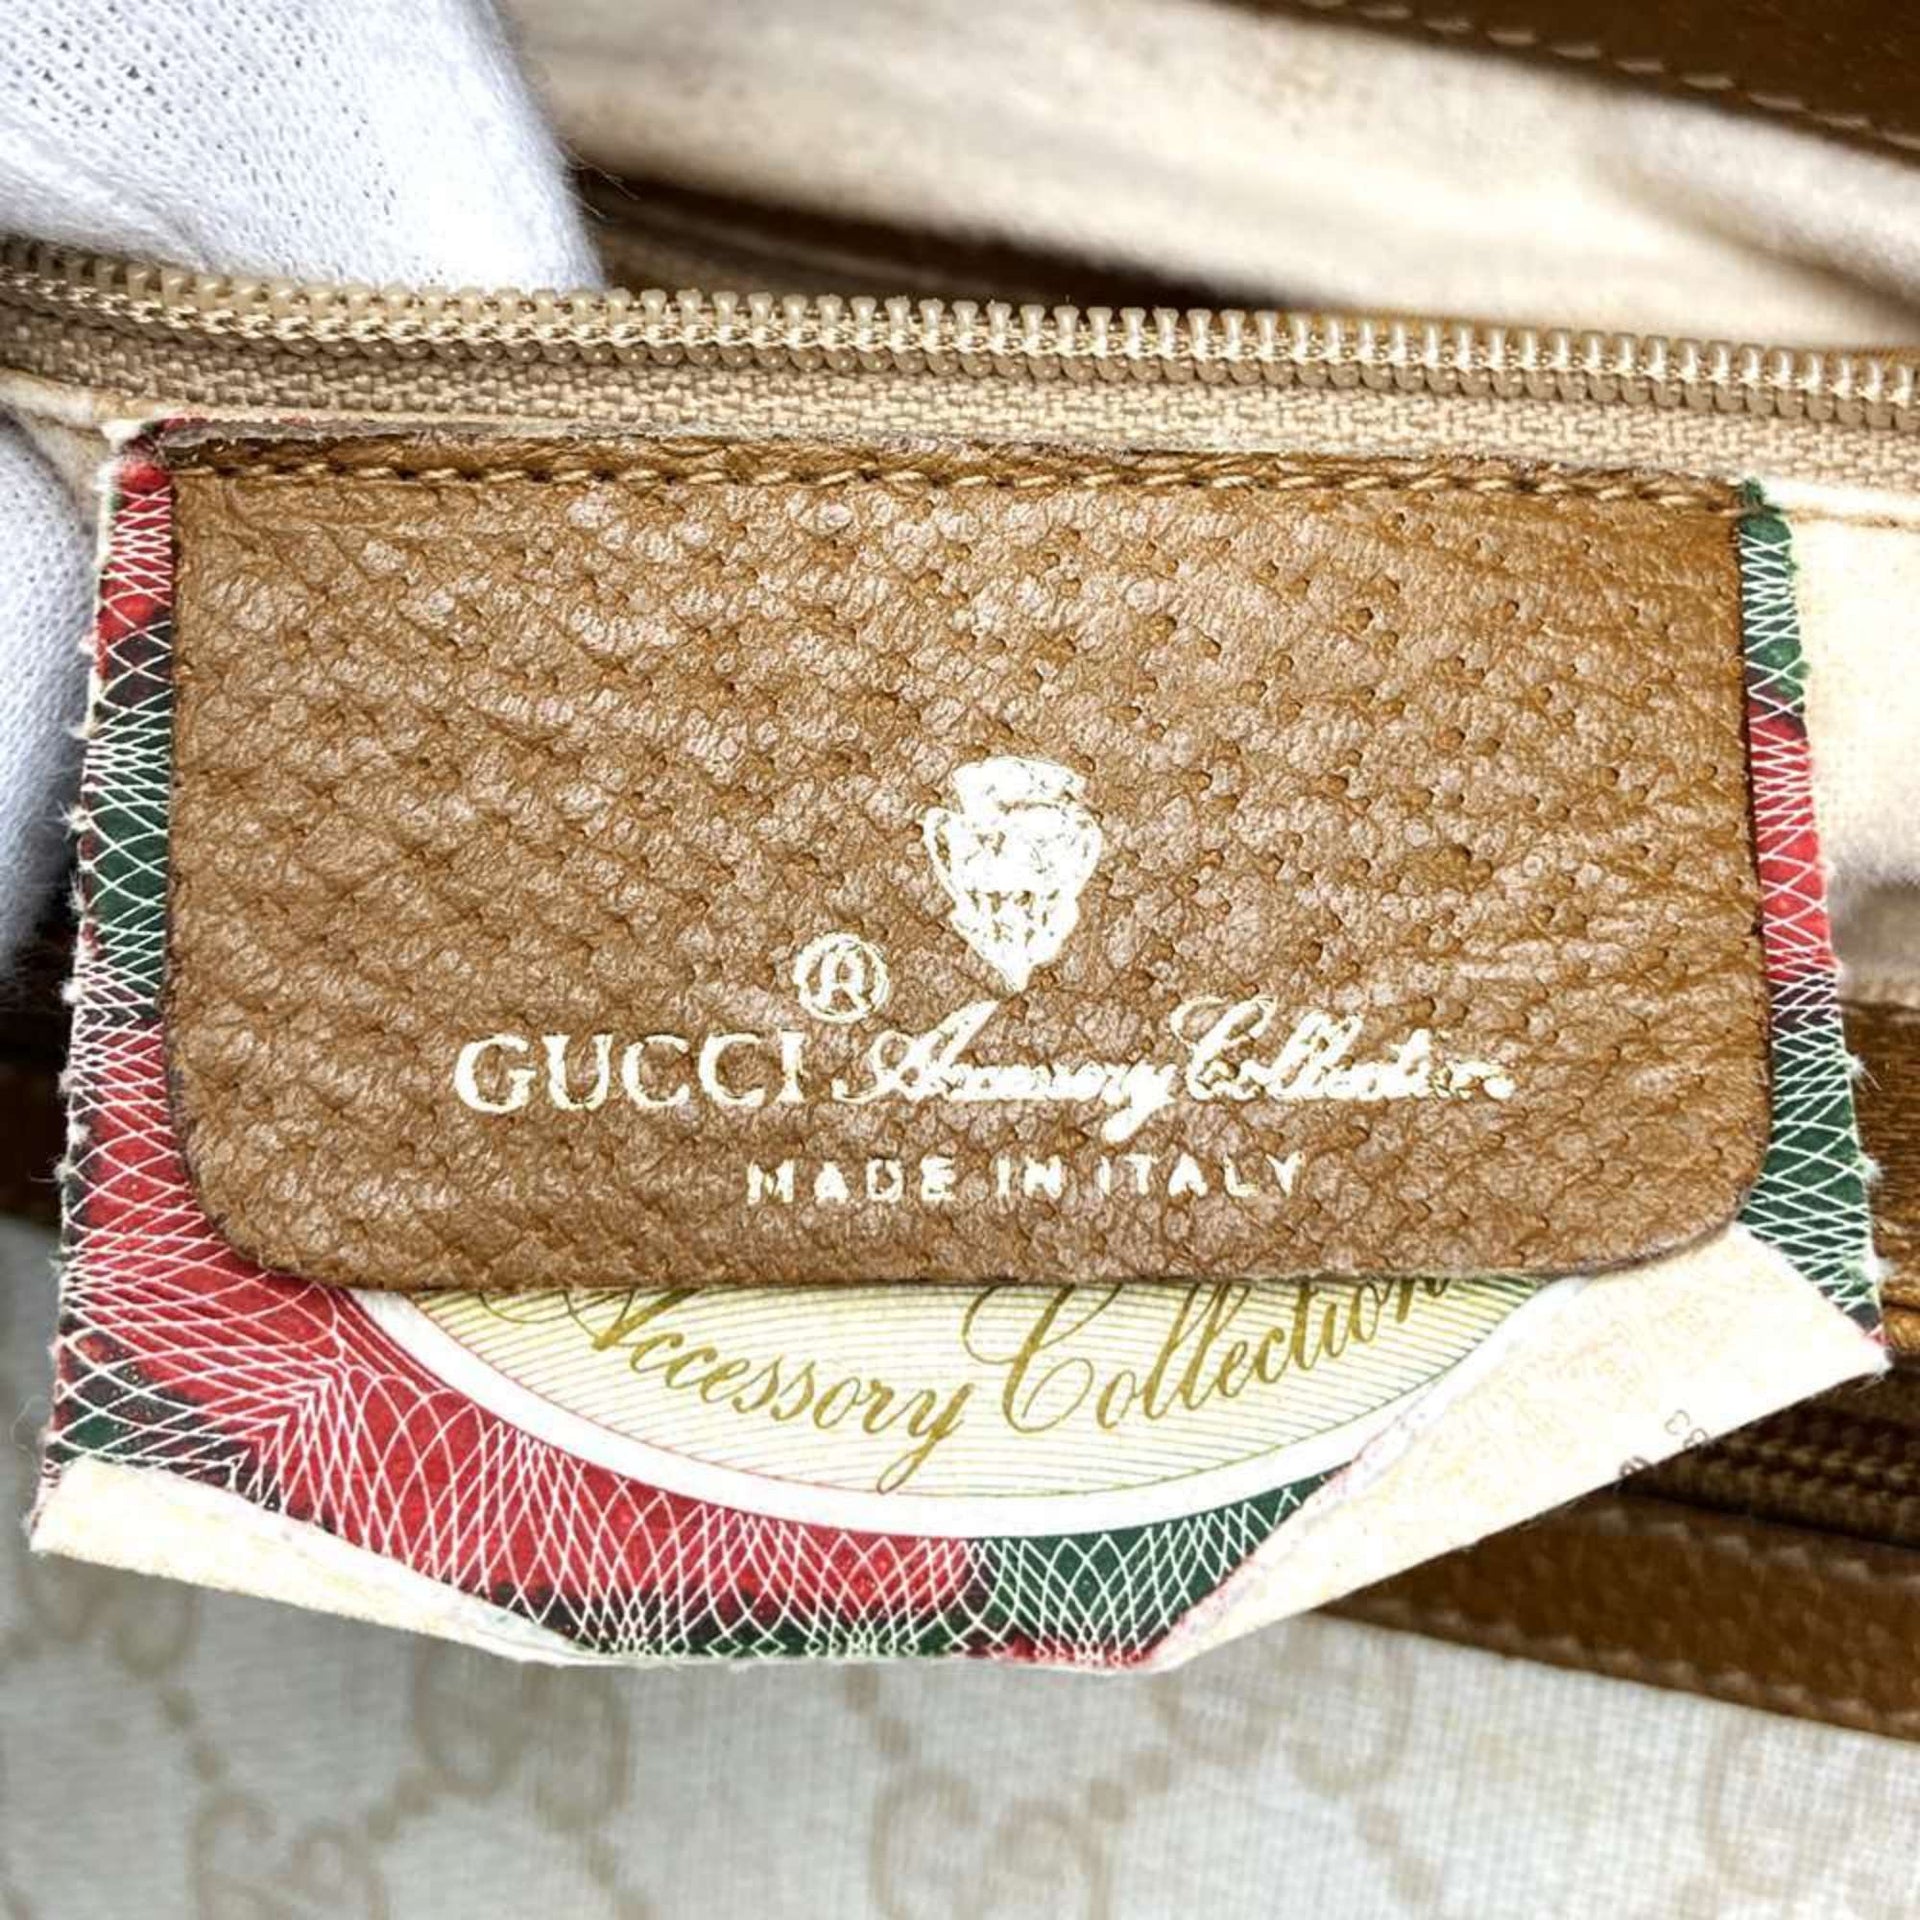 ®
GUCCI Accessory Collection
MADE IN ITALY
Accessory Collection